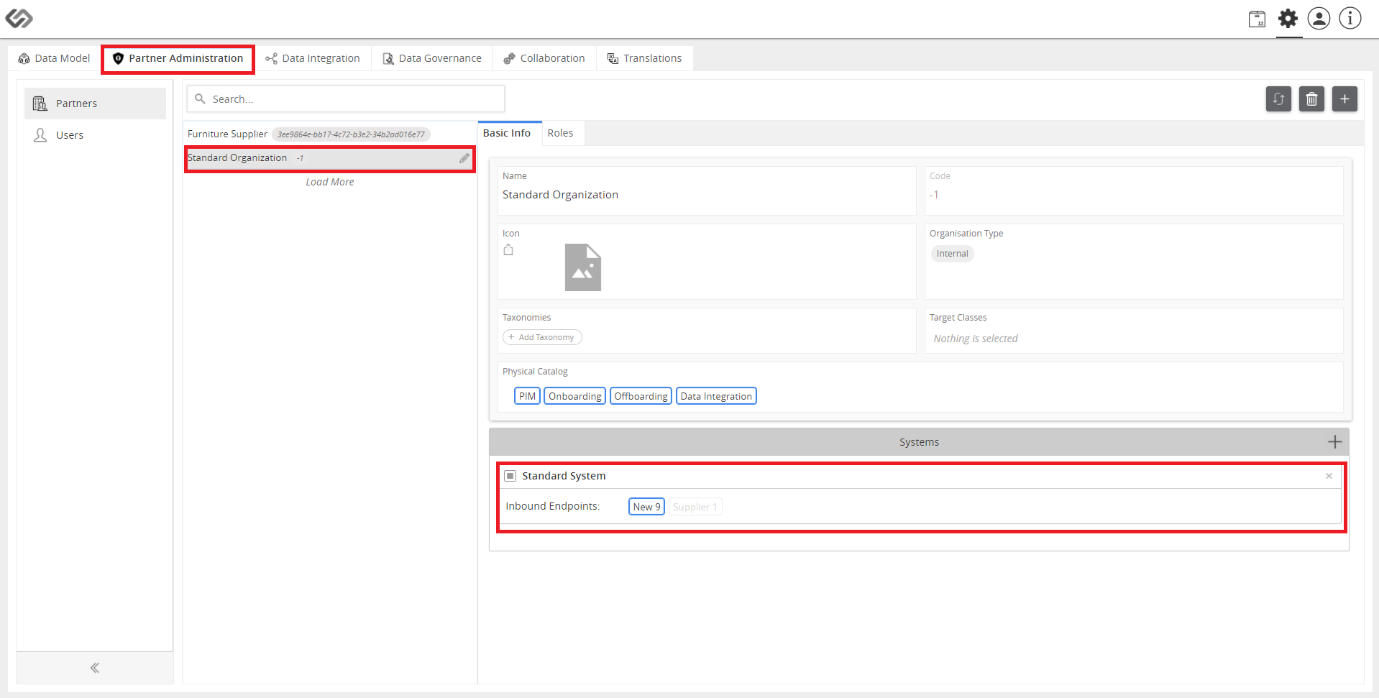 Data Model
Partner Administration
Data Integration
Data Governance
Collaboration
Translations
Partners
Users
Search...
Furniture Supplier 3ee9864e-bb17-4c72-b3e2-34b2ad016e77
Standard Organization -1
Load More
Basic Info
Roles
Name
Standard Organization
Code
-1
Icon
Organisation Type
Internal
Taxonomies
+ Add Taxonomy
Target Classes
Nothing is selected
Physical Catalog
PIM Onboarding Offboarding Data Integration
Systems
Standard System
Inbound Endpoints: New 9 Supplier 1